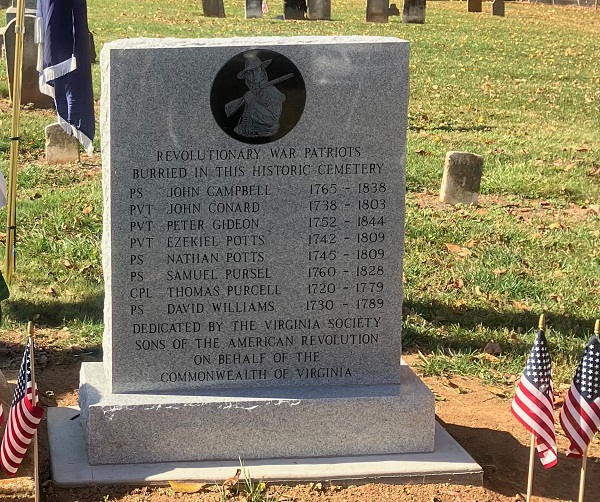 REVOLUTIONARY WAR PATRIOTS
BURRIED IN THIS HISTORIC CEMETERY
PS JOHN CAMPBELL 1765 - 1838
PVT JOHN CONARD 1738 - 1803
PVT PETER GIDEON 1752 - 1844
PVT EZEKIEL POTTS 1742 - 1809
PS NATHAN POTTS 1745 - 1809
PS SAMUEL PURSEL 1760 - 1828
CPL THOMAS PURCELL 1720 - 1779
PS DAVID WILLIAMS 1730 - 1789
DEDICATED BY THE VIRGINIA SOCIETY
SONS OF THE AMERICAN REVOLUTION
ON BEHALF OF THE
COMMONWEALTH OF VIRGINIA